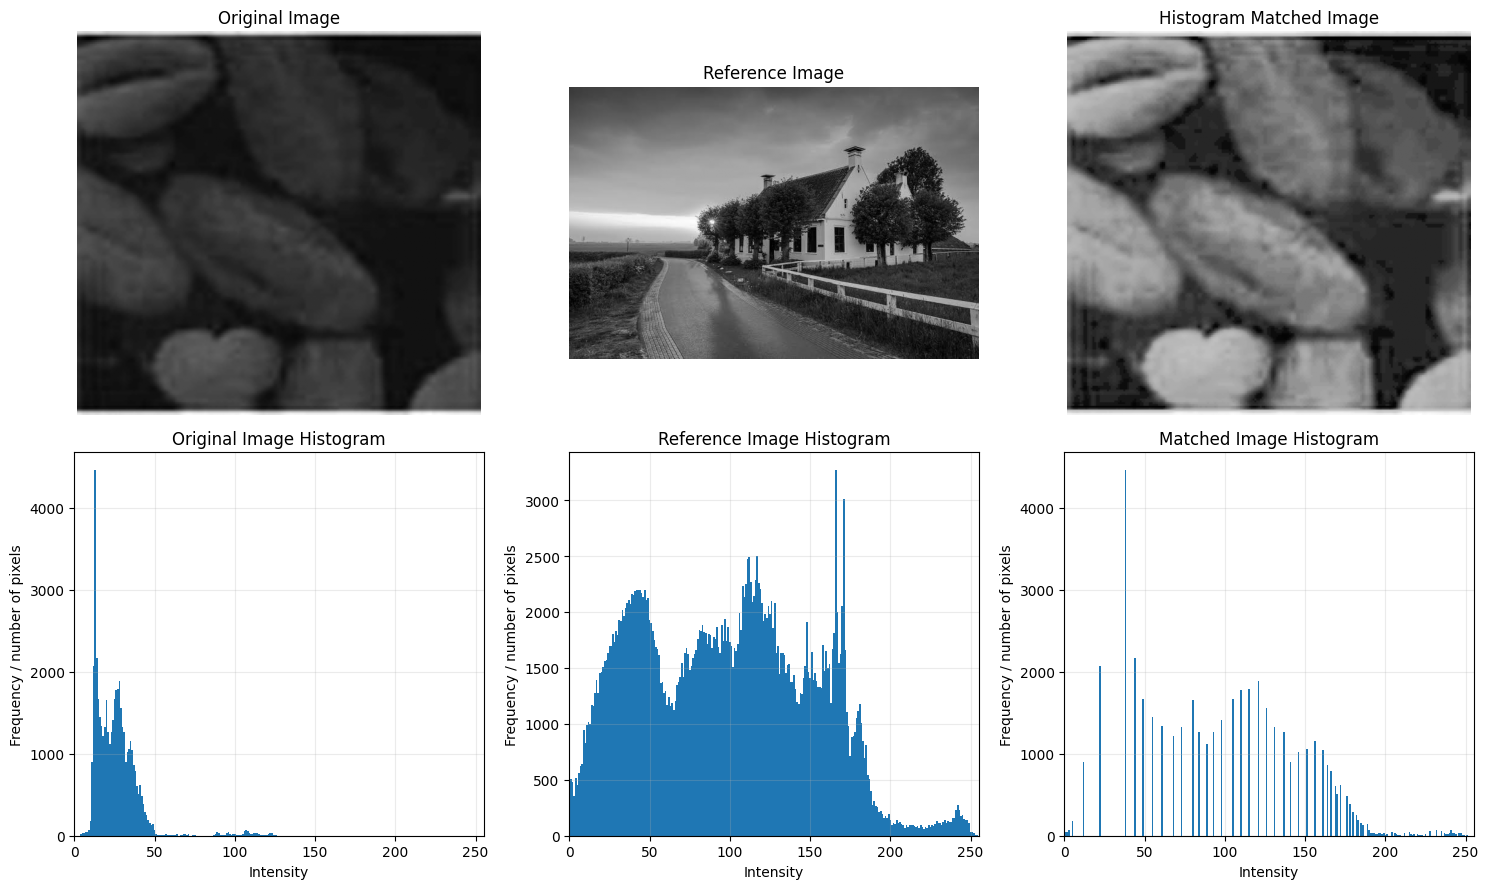 Original Image
Reference Image
Histogram Matched Image
Original Image Histogram
Frequency / number of pixels
4000
3000
2000
1000
0
0 50 100 150 200 250
Intensity
Reference Image Histogram
Frequency / number of pixels
3000
2500
2000
1500
1000
500
0
0 50 100 150 200 250
Intensity
Matched Image Histogram
Frequency / number of pixels
4000
3000
2000
1000
0
0 50 100 150 200 250
Intensity